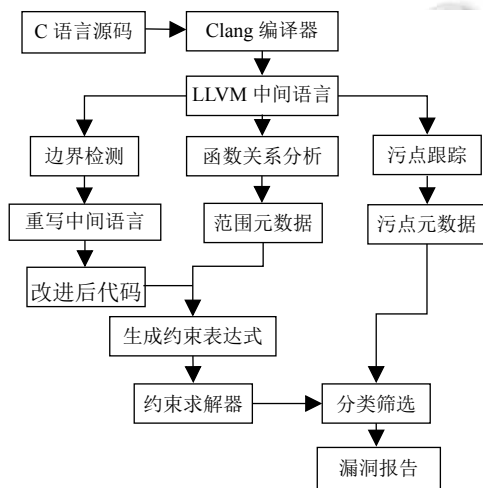 C 语言源码
Clang 编译器
LLVM 中间语言
边界检测
函数关系分析
污点跟踪
重写中间语言
范围元数据
污点元数据
改进后代码
生成约束表达式
约束求解器
分类筛选
漏洞报告